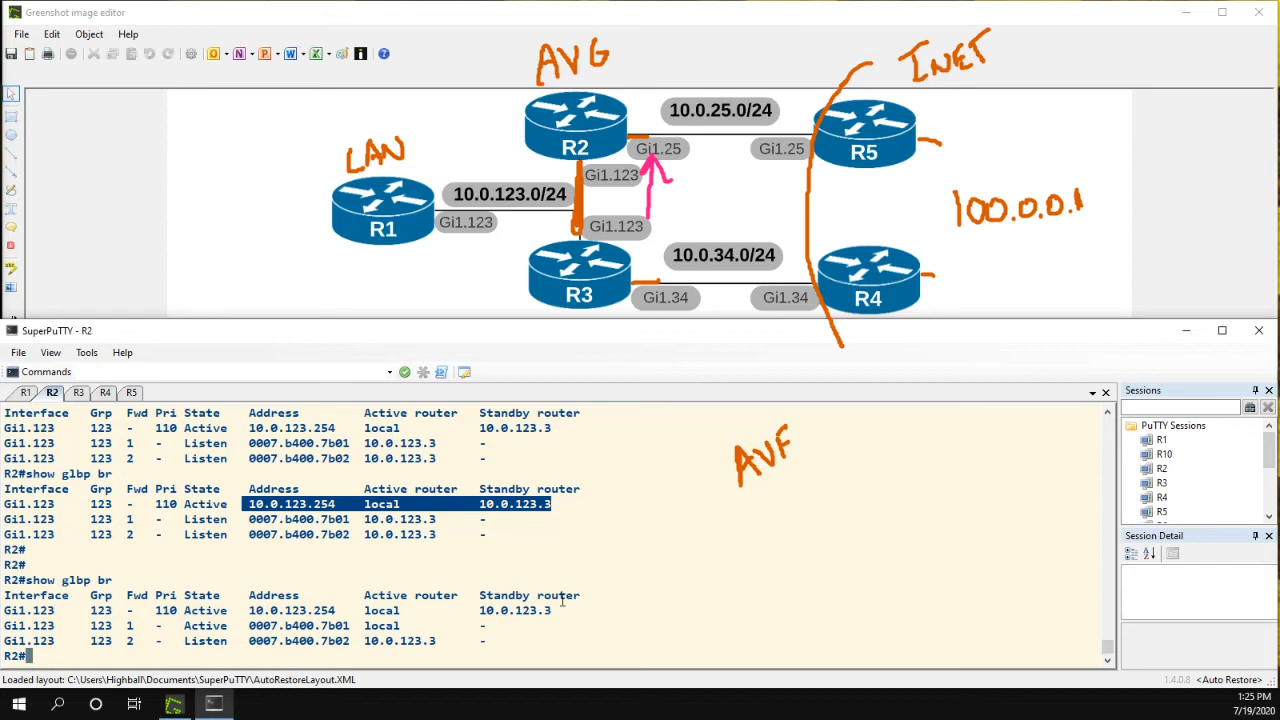 Greenshot image editor
File Edit Object Help
AVG
INET
10.0.25.0/24
R2
Gi1.25
Gi1.25
R5
LAN
Gi1.123
10.0.123.0/24
100.0.0.1
R1
Gi1.123
Gi1.123
10.0.34.0/24
R3
Gi1.34
Gi1.34
R4
SuperPuTTY - R2
File View Tools Help
Commands
R1 R2 R3 R4 R5
Interface Grp Fwd Pri State Address Active router Standby router
Gi1.123 123 - 110 Active 10.0.123.254 local 10.0.123.3
Gi1.123 123 1 - Listen 0007.b400.7b01 10.0.123.3 -
Gi1.123 123 2 - Listen 0007.b400.7b02 10.0.123.3 -
R2#show glbp br
Interface Grp Fwd Pri State Address Active router Standby router
Gi1.123 123 - 110 Active 10.0.123.254 local 10.0.123.3
Gi1.123 123 1 - Listen 0007.b400.7b01 10.0.123.3 -
Gi1.123 123 2 - Listen 0007.b400.7b02 10.0.123.3 -
R2#
R2#
R2#show glbp br
Interface Grp Fwd Pri State Address Active router Standby router
Gi1.123 123 - 110 Active 10.0.123.254 local 10.0.123.3
Gi1.123 123 1 - Active 0007.b400.7b01 local -
Gi1.123 123 2 - Listen 0007.b400.7b02 10.0.123.3 -
R2#
AVF
Sessions
PuTTY Sessions
R1
R10
R2
R3
R4
R5
Session Detail
Loaded layout: C:\Users\Highball\Documents\SuperPuTTY\AutoRestoreLayout.XML
1.4.0.8 <Auto Restore>
1:25 PM
7/19/2020